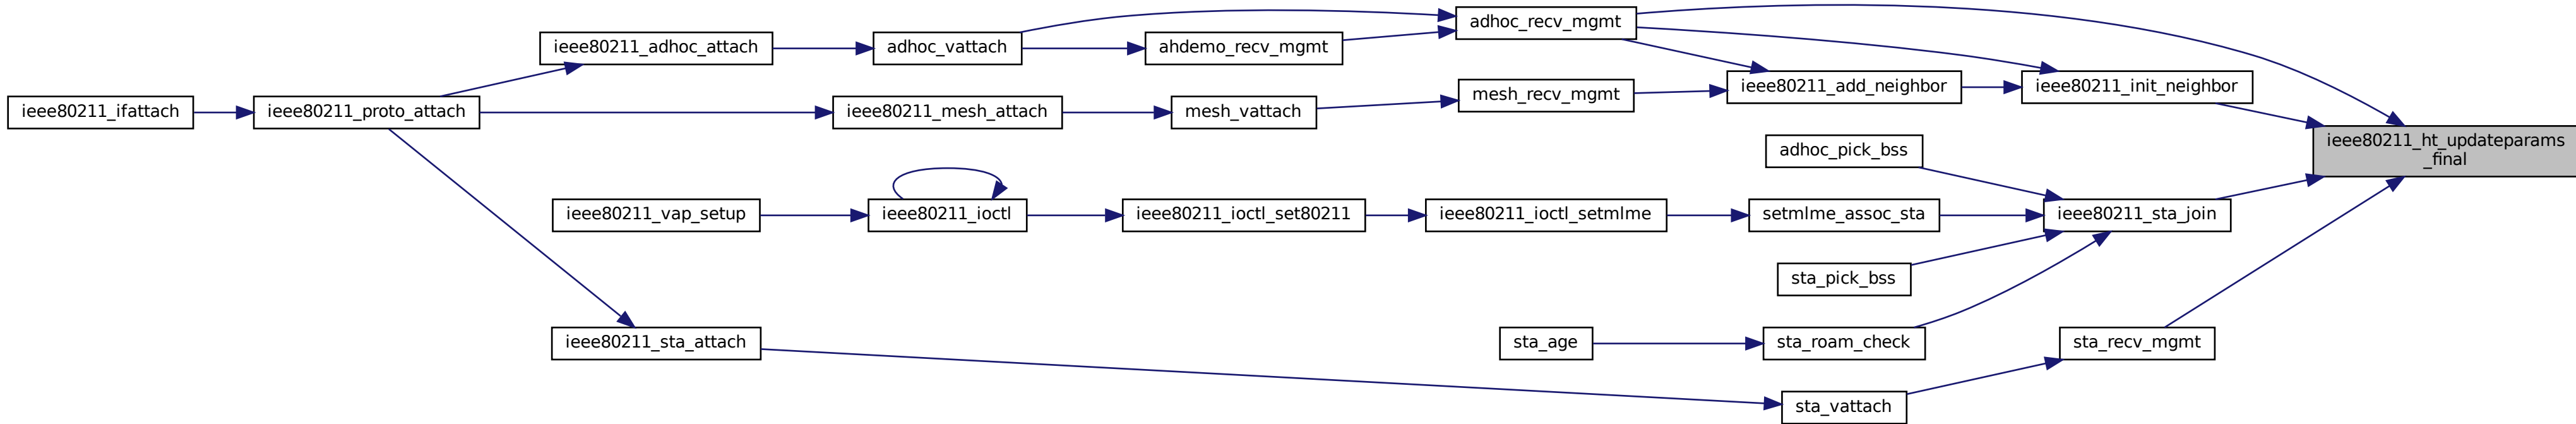 adhoc_recv_mgmt
ieee80211_adhoc_attach
adhoc_vattach
ahdemo_recv_mgmt
ieee80211_add_neighbor
ieee80211_init_neighbor
mesh_recv_mgmt
ieee80211_ifattach
ieee80211_proto_attach
ieee80211_mesh_attach
mesh_vattach
ieee80211_ht_updateparams
_final
adhoc_pick_bss
ieee80211_vap_setup
ieee80211_ioctl
ieee80211_ioctl_set80211
ieee80211_ioctl_setmlme
setmlme_assoc_sta
ieee80211_sta_join
sta_pick_bss
ieee80211_sta_attach
sta_age
sta_roam_check
sta_recv_mgmt
sta_vattach